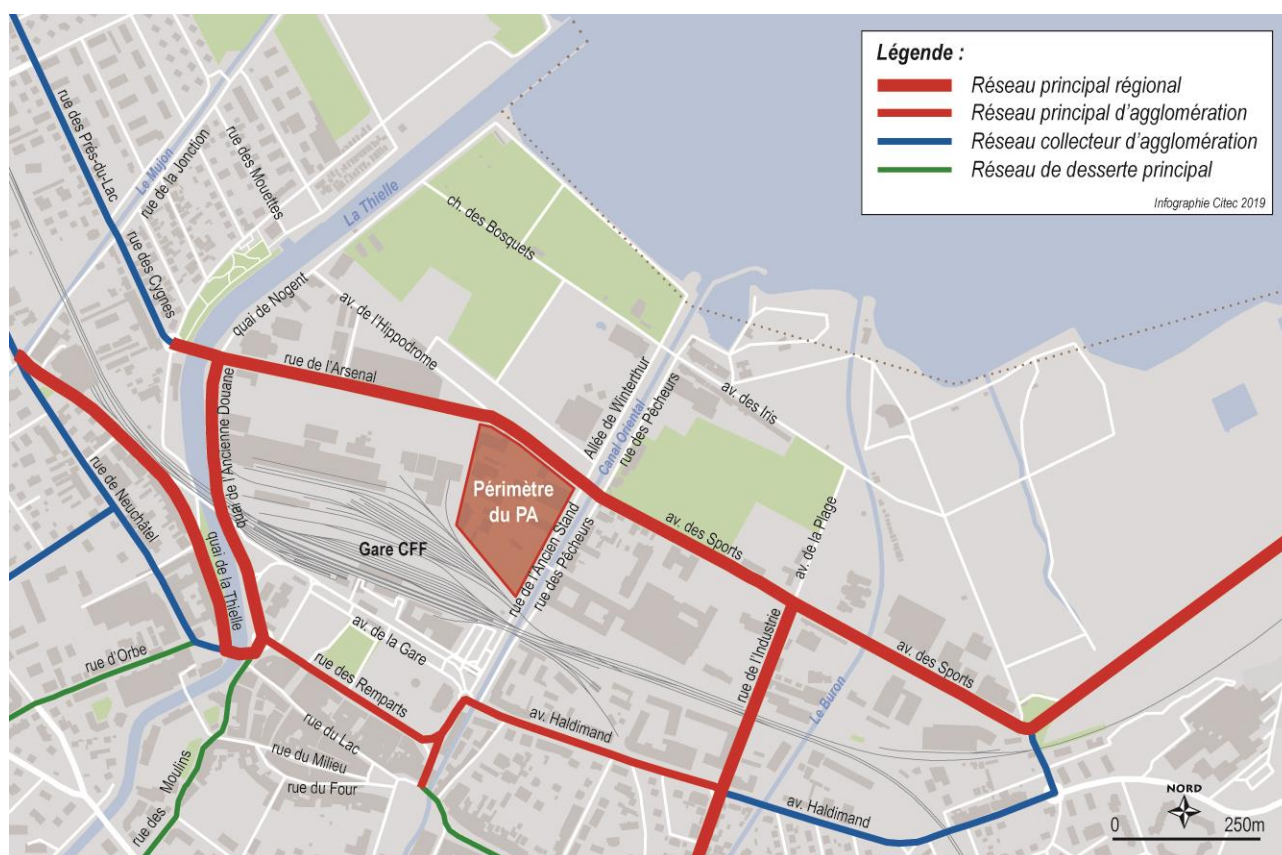 Légende :
Réseau principal régional
Réseau principal d'agglomération
Réseau collecteur d'agglomération
Réseau de desserte principal
Infographie Citec 2019
rue des Prés-du-Lac
Le Mujon
rue de la Jonction
rue des Mouettes
La Thielle
rue des Cygnes
quai de Nogent
ch. des Bosquets
av. de l'Hippodrome
rue de l'Arsenal
quai de l'Ancienne Douane
Allée de Winterthur
Canal Oriental
rue des Pêcheurs
av. des Iris
rue de Neuchâtel
Périmètre
du PA
Gare CFF
rue de l'Ancien Stand
rue des Pêcheurs
av. des Sports
av. de la Plage
quai de la Thielle
av. de la Gare
rue de l'Industrie
Le Buron
av. des Sports
rue d'Orbe
rue des Remparts
av. Haldimand
rue du Lac
rue du Milieu
rue du Four
rue des Moulins
av. Haldimand
NORD
0 250m